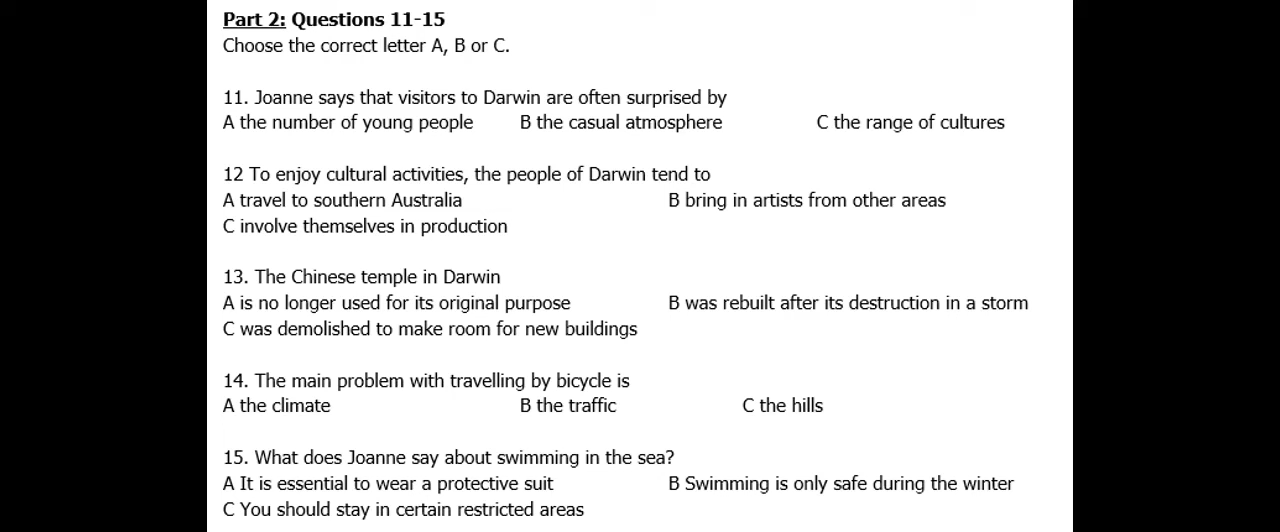 Part 2: Questions 11-15
Choose the correct letter A, B or C.
11. Joanne says that visitors to Darwin are often surprised by
A the number of young people B the casual atmosphere C the range of cultures
12 To enjoy cultural activities, the people of Darwin tend to
A travel to southern Australia B bring in artists from other areas
C involve themselves in production
13. The Chinese temple in Darwin
A is no longer used for its original purpose B was rebuilt after its destruction in a storm
C was demolished to make room for new buildings
14. The main problem with travelling by bicycle is
A the climate B the traffic C the hills
15. What does Joanne say about swimming in the sea?
A It is essential to wear a protective suit B Swimming is only safe during the winter
C You should stay in certain restricted areas